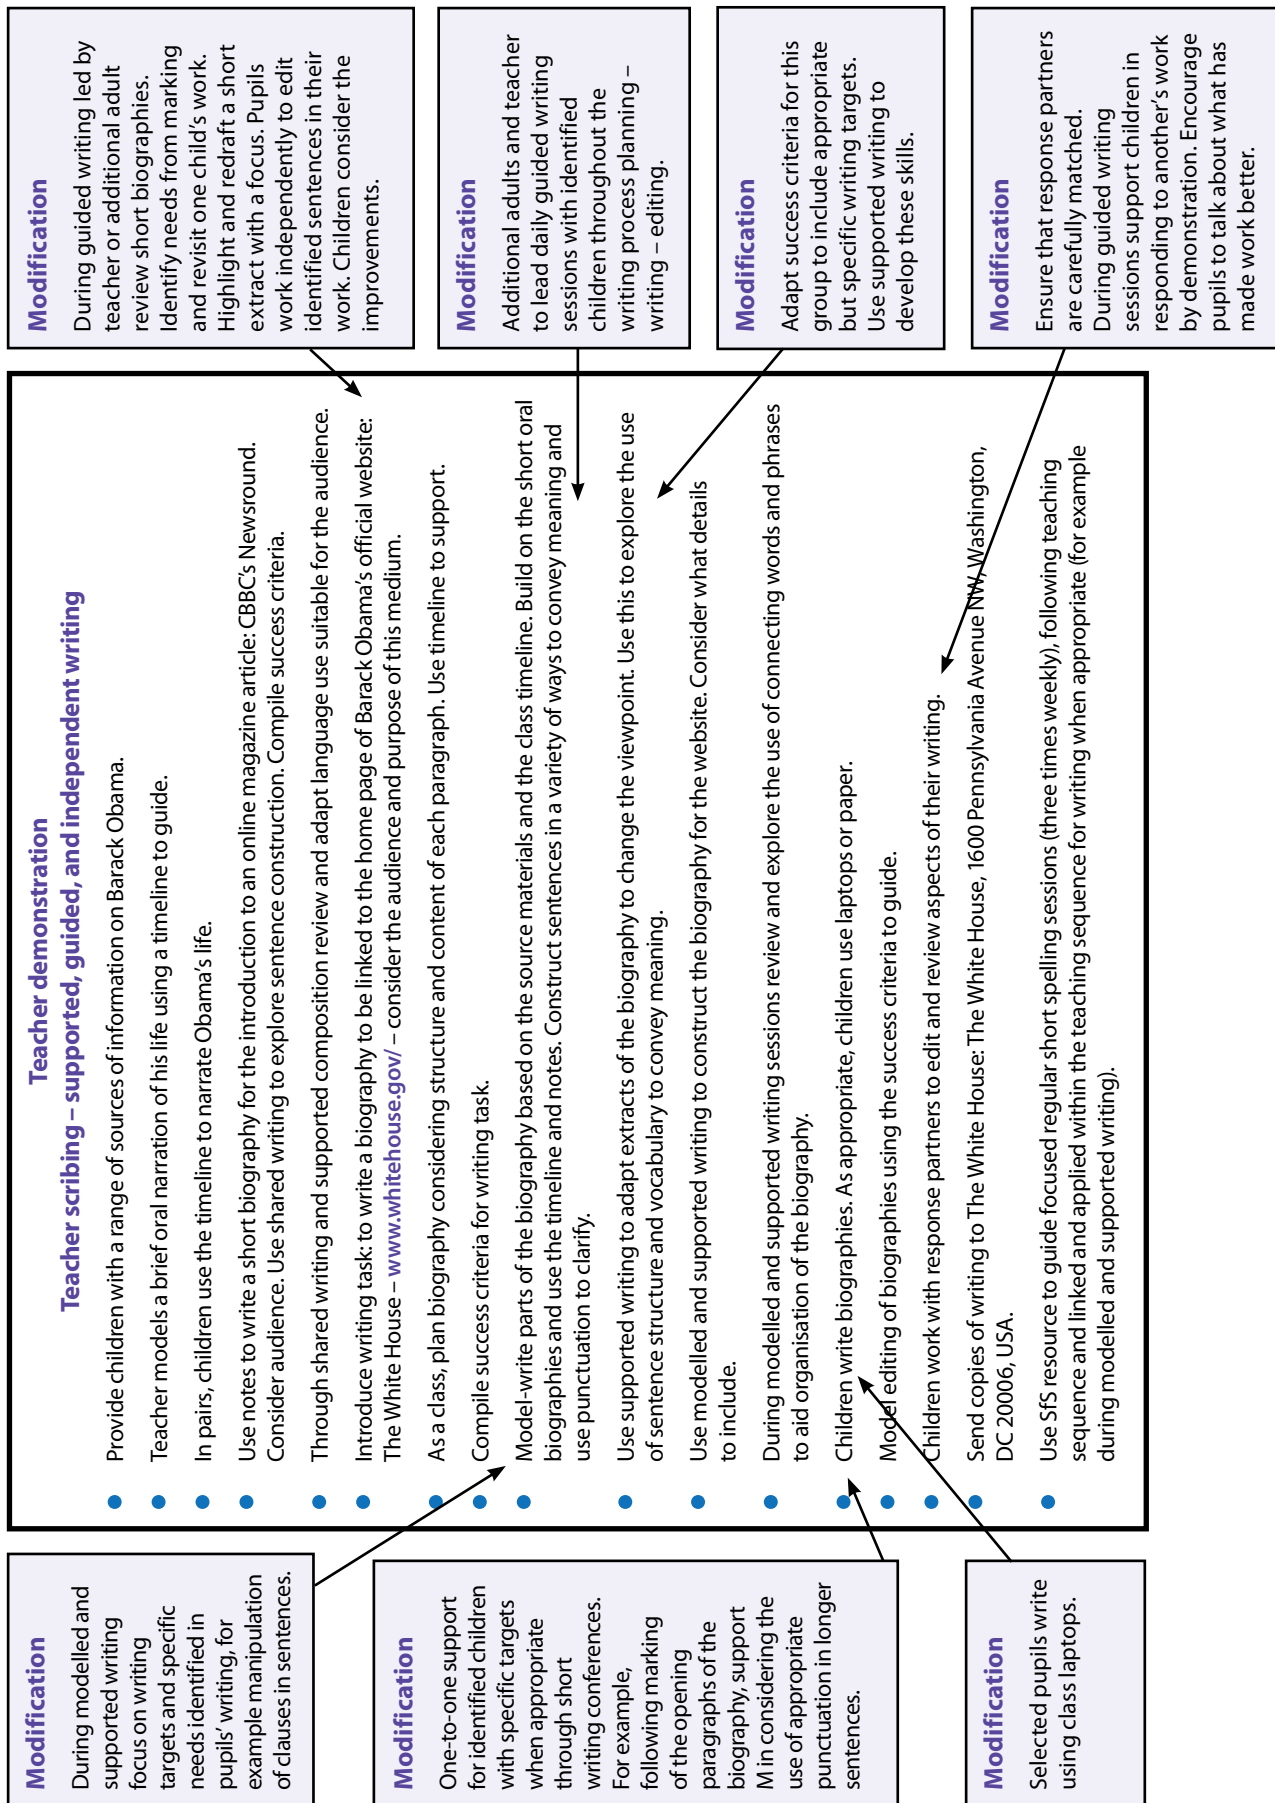 Modification
During guided writing led by
teacher or additional adult
review short biographies.
Identify needs from marking
and revisit one child’s work.
Highlight and redraft a short
extract with a focus. Pupils
work independently to edit
identified sentences in their
work. Children consider the
improvements.
Modification
Additional adults and teacher
to lead daily guided writing
sessions with identified
children throughout the
writing process planning –
writing – editing.
Modification
Adapt success criteria for this
group to include appropriate
but specific writing targets.
Use supported writing to
develop these skills.
Modification
Ensure that response partners
are carefully matched.
During guided writing
sessions support children in
responding to another’s work
by demonstration. Encourage
pupils to talk about what has
made work better.
Teacher demonstration
Teacher scribing – supported, guided, and independent writing
Provide children with a range of sources of information on Barack Obama.
Teacher models a brief oral narration of his life using a timeline to guide.
In pairs, children use the timeline to narrate Obama’s life.
Use notes to write a short biography for the introduction to an online magazine article: CBBC’s Newsround.
Consider audience. Use shared writing to explore sentence construction. Compile success criteria.
Through shared writing and supported composition review and adapt language use suitable for the audience.
Introduce writing task to write a biography to be linked to the home page of Barack Obama’s official website:
The White House – www.whitehouse.gov/ – consider the audience and purpose of this medium.
As a class, plan biography considering structure and content of each paragraph. Use timeline to support.
Compile success criteria for writing task.
Model-write parts of the biography based on the source materials and the class timeline. Build on the short oral
biographies and use the timeline and notes. Construct sentences in a variety of ways to convey meaning and
use punctuation to clarify.
Use supported writing to adapt extracts of the biography to change the viewpoint. Use this to explore the use
of sentence structure and vocabulary to convey meaning.
Use modelled and supported writing to construct the biography for the website. Consider what details
to include.
During modelled and supported writing sessions review and explore the use of connecting words and phrases
to aid organisation of the biography.
Children write biographies. As appropriate, children use laptops or paper.
Model editing of biographies using the success criteria to guide.
Children work with response partners to edit and review aspects of their writing.
Send copies of writing to The White House: The White House, 1600 Pennsylvania Avenue NW, Washington,
DC 20006, USA.
Use SfS resource to guide focused regular short spelling sessions (three times weekly), following teaching
sequence and linked and applied within the teaching sequence for writing when appropriate (for example
during modelled and supported writing).
Modification
During modelled and
supported writing
focus on writing
targets and specific
needs identified in
pupils’ writing, for
example manipulation
of clauses in sentences.
Modification
One-to-one support
for identified children
with specific targets
when appropriate
through short
writing conferences.
For example,
following marking
of the opening
paragraphs of the
biography, support
M in considering the
use of appropriate
punctuation in longer
sentences.
Modification
Selected pupils write
using class laptops.